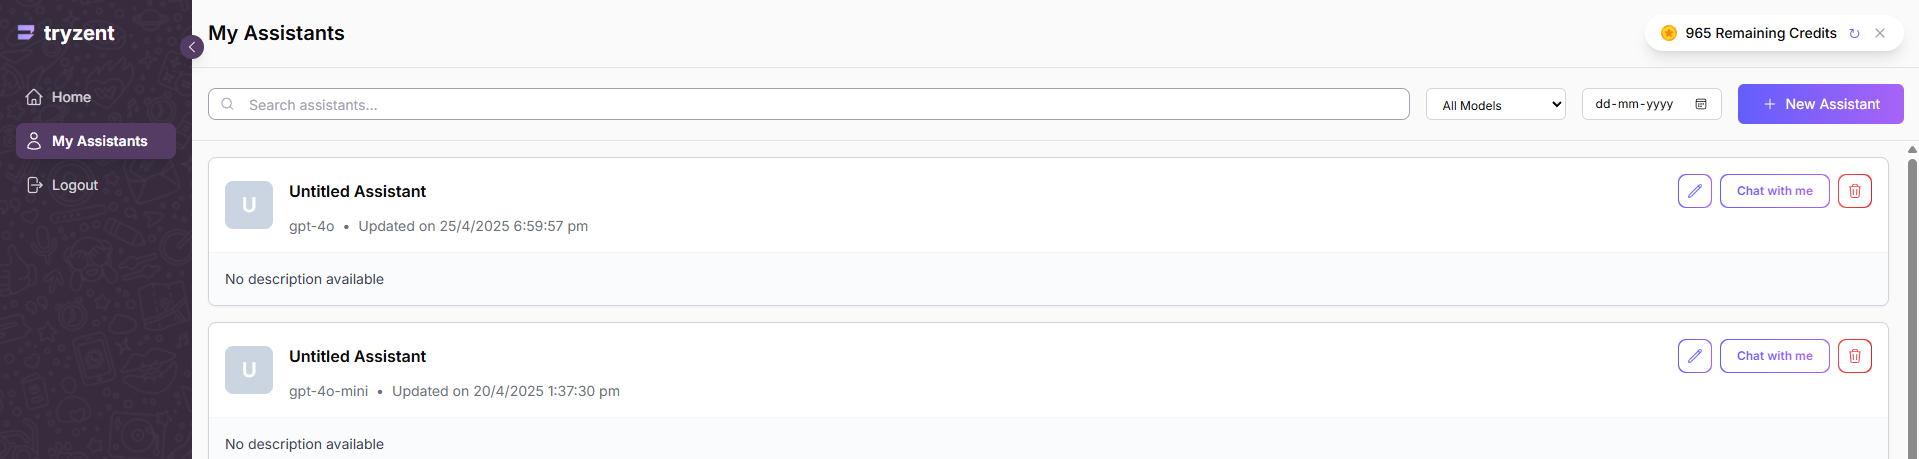 tryzent
Home
My Assistants
Logout
My Assistants
965 Remaining Credits
Search assistants...
All Models
dd-mm-yyyy
New Assistant
U
Untitled Assistant
gpt-4o • Updated on 25/4/2025 6:59:57 pm
Chat with me
No description available
U
Untitled Assistant
gpt-4o-mini • Updated on 20/4/2025 1:37:30 pm
Chat with me
No description available